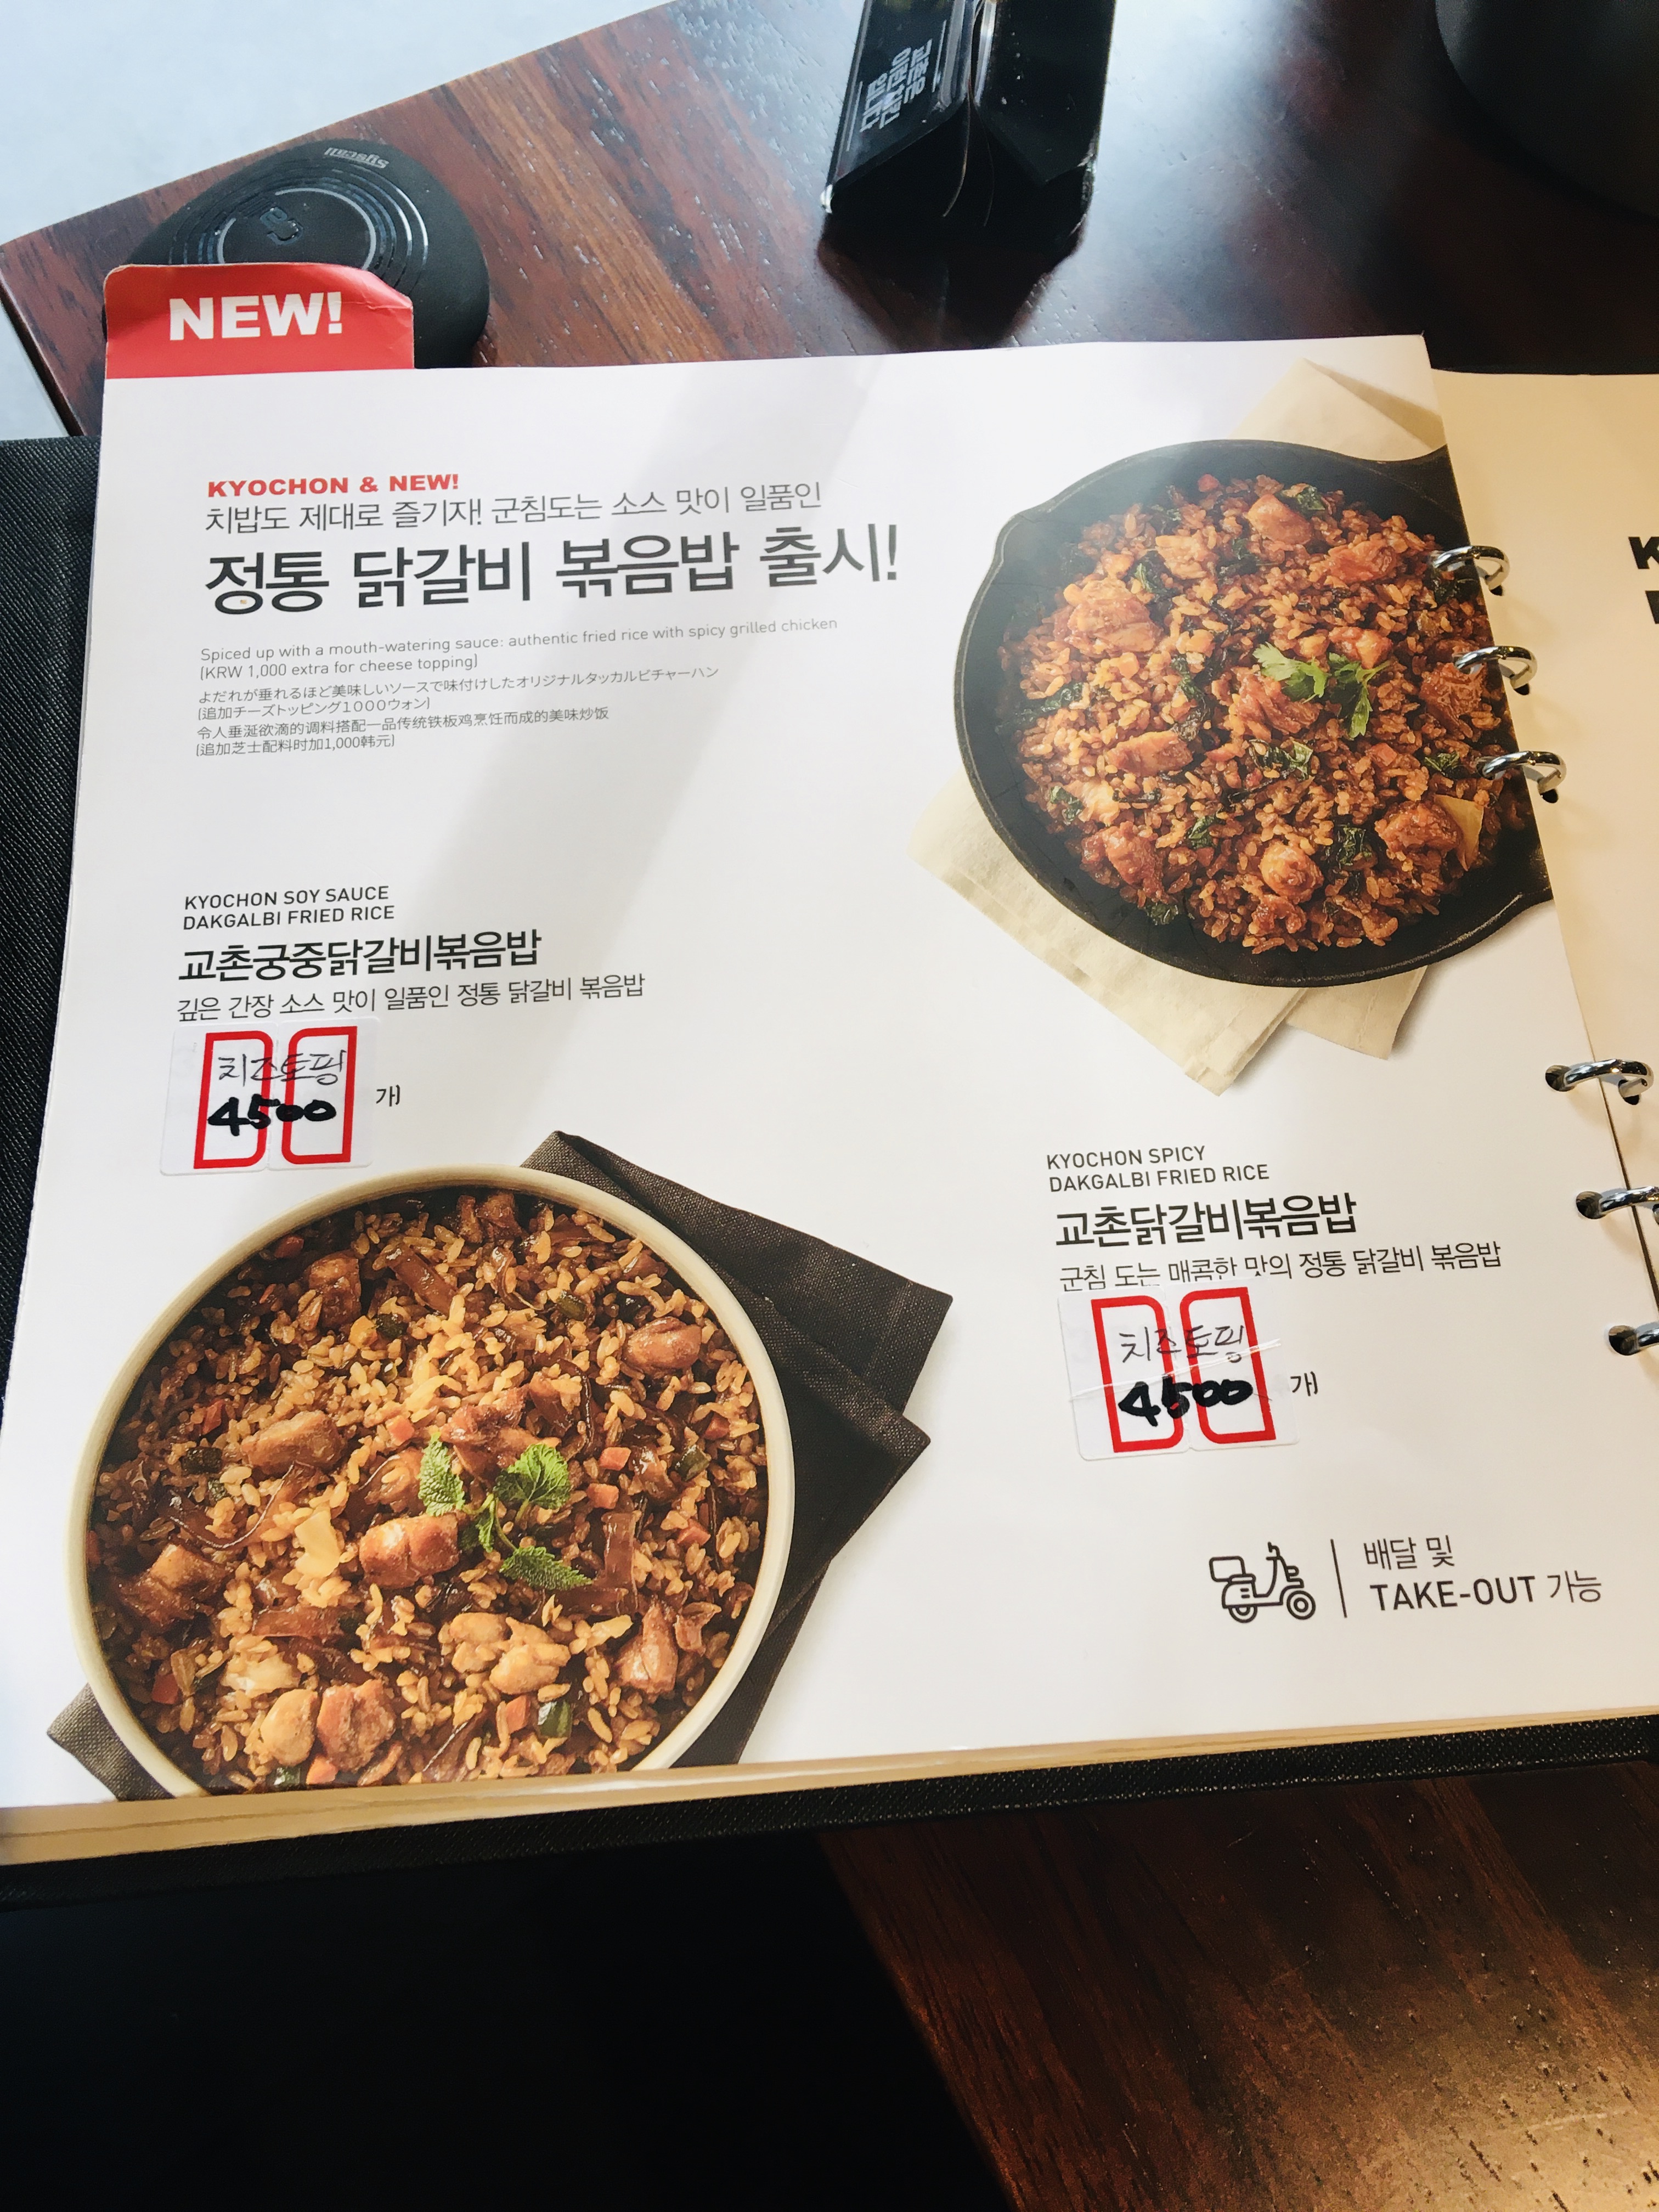 교촌은
이런 개념
입니다
syscall
NEW!
KYOCHON & NEW!
치밥도 제대로 즐기자! 군침도는 소스 맛이 일품인
정통 닭갈비 볶음밥 출시!
Spiced up with a mouth-watering sauce: authentic fried rice with spicy grilled chicken
(KRW 1,000 extra for cheese topping)
よだれが垂れるほど美味しいソースで味付けしたオリジナルタッカルビチャーハン
(追加チーズトッピング1000ウォン)
令人垂涎欲滴的调料搭配一品传统铁板鸡烹饪而成的美味炒饭
(追加芝士配料时加1,000韩元)
KYOCHON SOY SAUCE
DAKGALBI FRIED RICE
교촌궁중닭갈비볶음밥
깊은 간장 소스 맛이 일품인 정통 닭갈비 볶음밥
치즈토핑
4500
가)
KYOCHON SPICY
DAKGALBI FRIED RICE
교촌닭갈비볶음밥
군침 도는 매콤한 맛의 정통 닭갈비 볶음밥
치즈토핑
4500
가)
배달 및
TAKE-OUT 가능
K